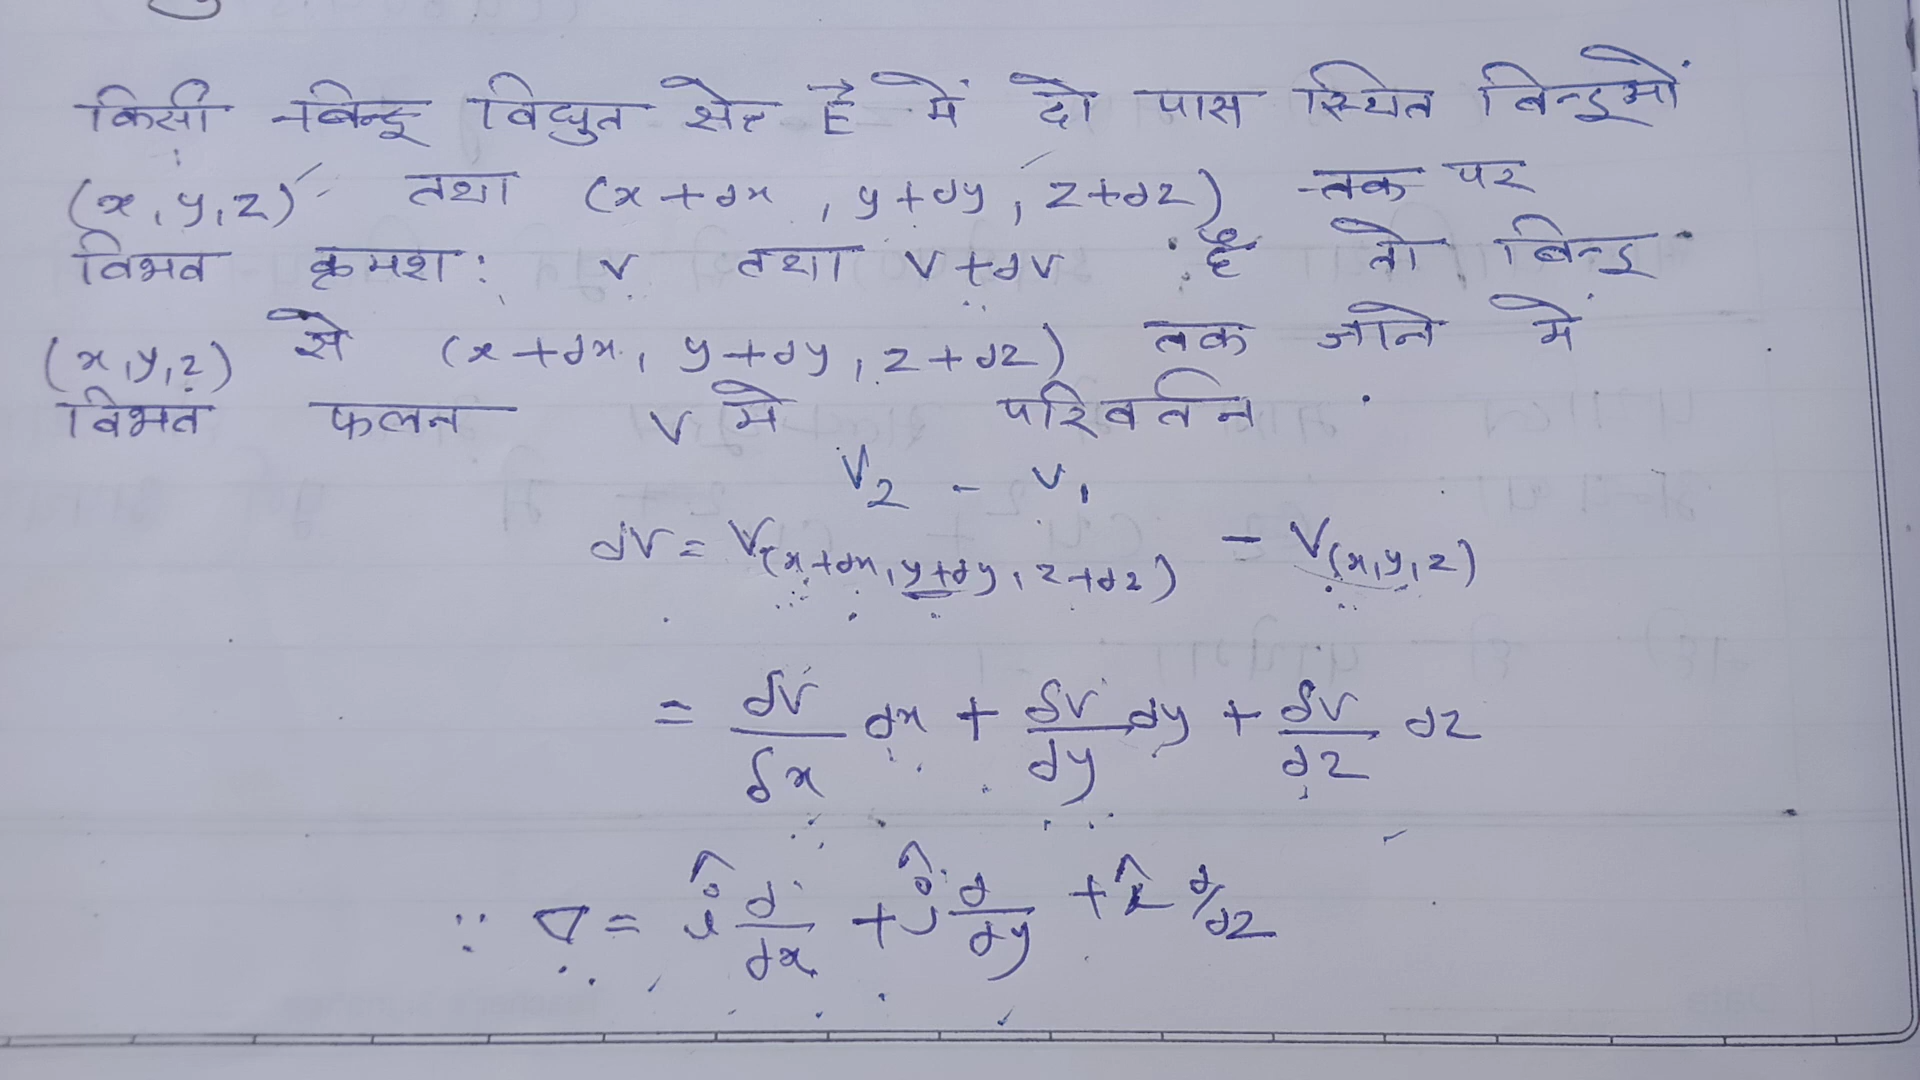 किसी बिन्दू विद्युत क्षेत्र E⃗ में दो पास स्थित बिन्दुओं
(x, y, z) तथा (x+dx, y+dy, z+dz) तक पर
विभव क्रमश: V तथा V+dV है तो बिन्दु
(x, y, z) से (x+dx, y+dy, z+dz) तक जाने में
विभव फलन V में परिवर्तन
V₂ - V₁
dV = V(x+dx, y+dy, z+dz) - V(x, y, z)
= ∂V/∂x dx + ∂V/∂y dy + ∂V/∂z dz
∵ ∇ = î ∂/∂x + ĵ ∂/∂y + k̂ ∂/∂z